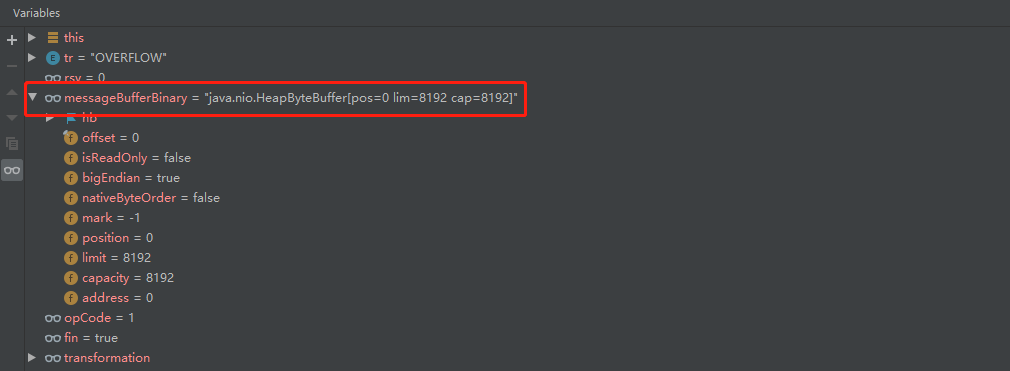 Variables
this
E tr = "OVERFLOW"
rsv = 0
messageBufferBinary = "java.nio.HeapByteBuffer[pos=0 lim=8192 cap=8192]"
hb
f offset = 0
f isReadOnly = false
f bigEndian = true
f nativeByteOrder = false
f mark = -1
f position = 0
f limit = 8192
f capacity = 8192
f address = 0
opCode = 1
fin = true
transformation